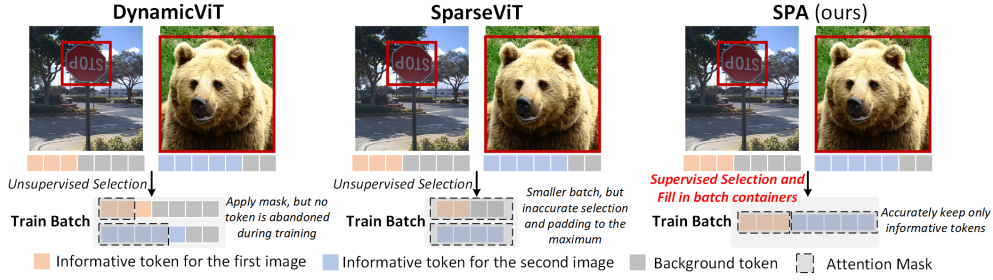 DynamicViT
SparseViT
SPA (ours)
STOP
STOP
STOP
Unsupervised Selection
Unsupervised Selection
Supervised Selection and
Fill in batch containers
Train Batch
Apply mask, but no
token is abandoned
during training
Train Batch
Smaller batch, but
inaccurate selection
and padding to the
maximum
Train Batch
Accurately keep only
informative tokens
Informative token for the first image
Informative token for the second image
Background token
Attention Mask